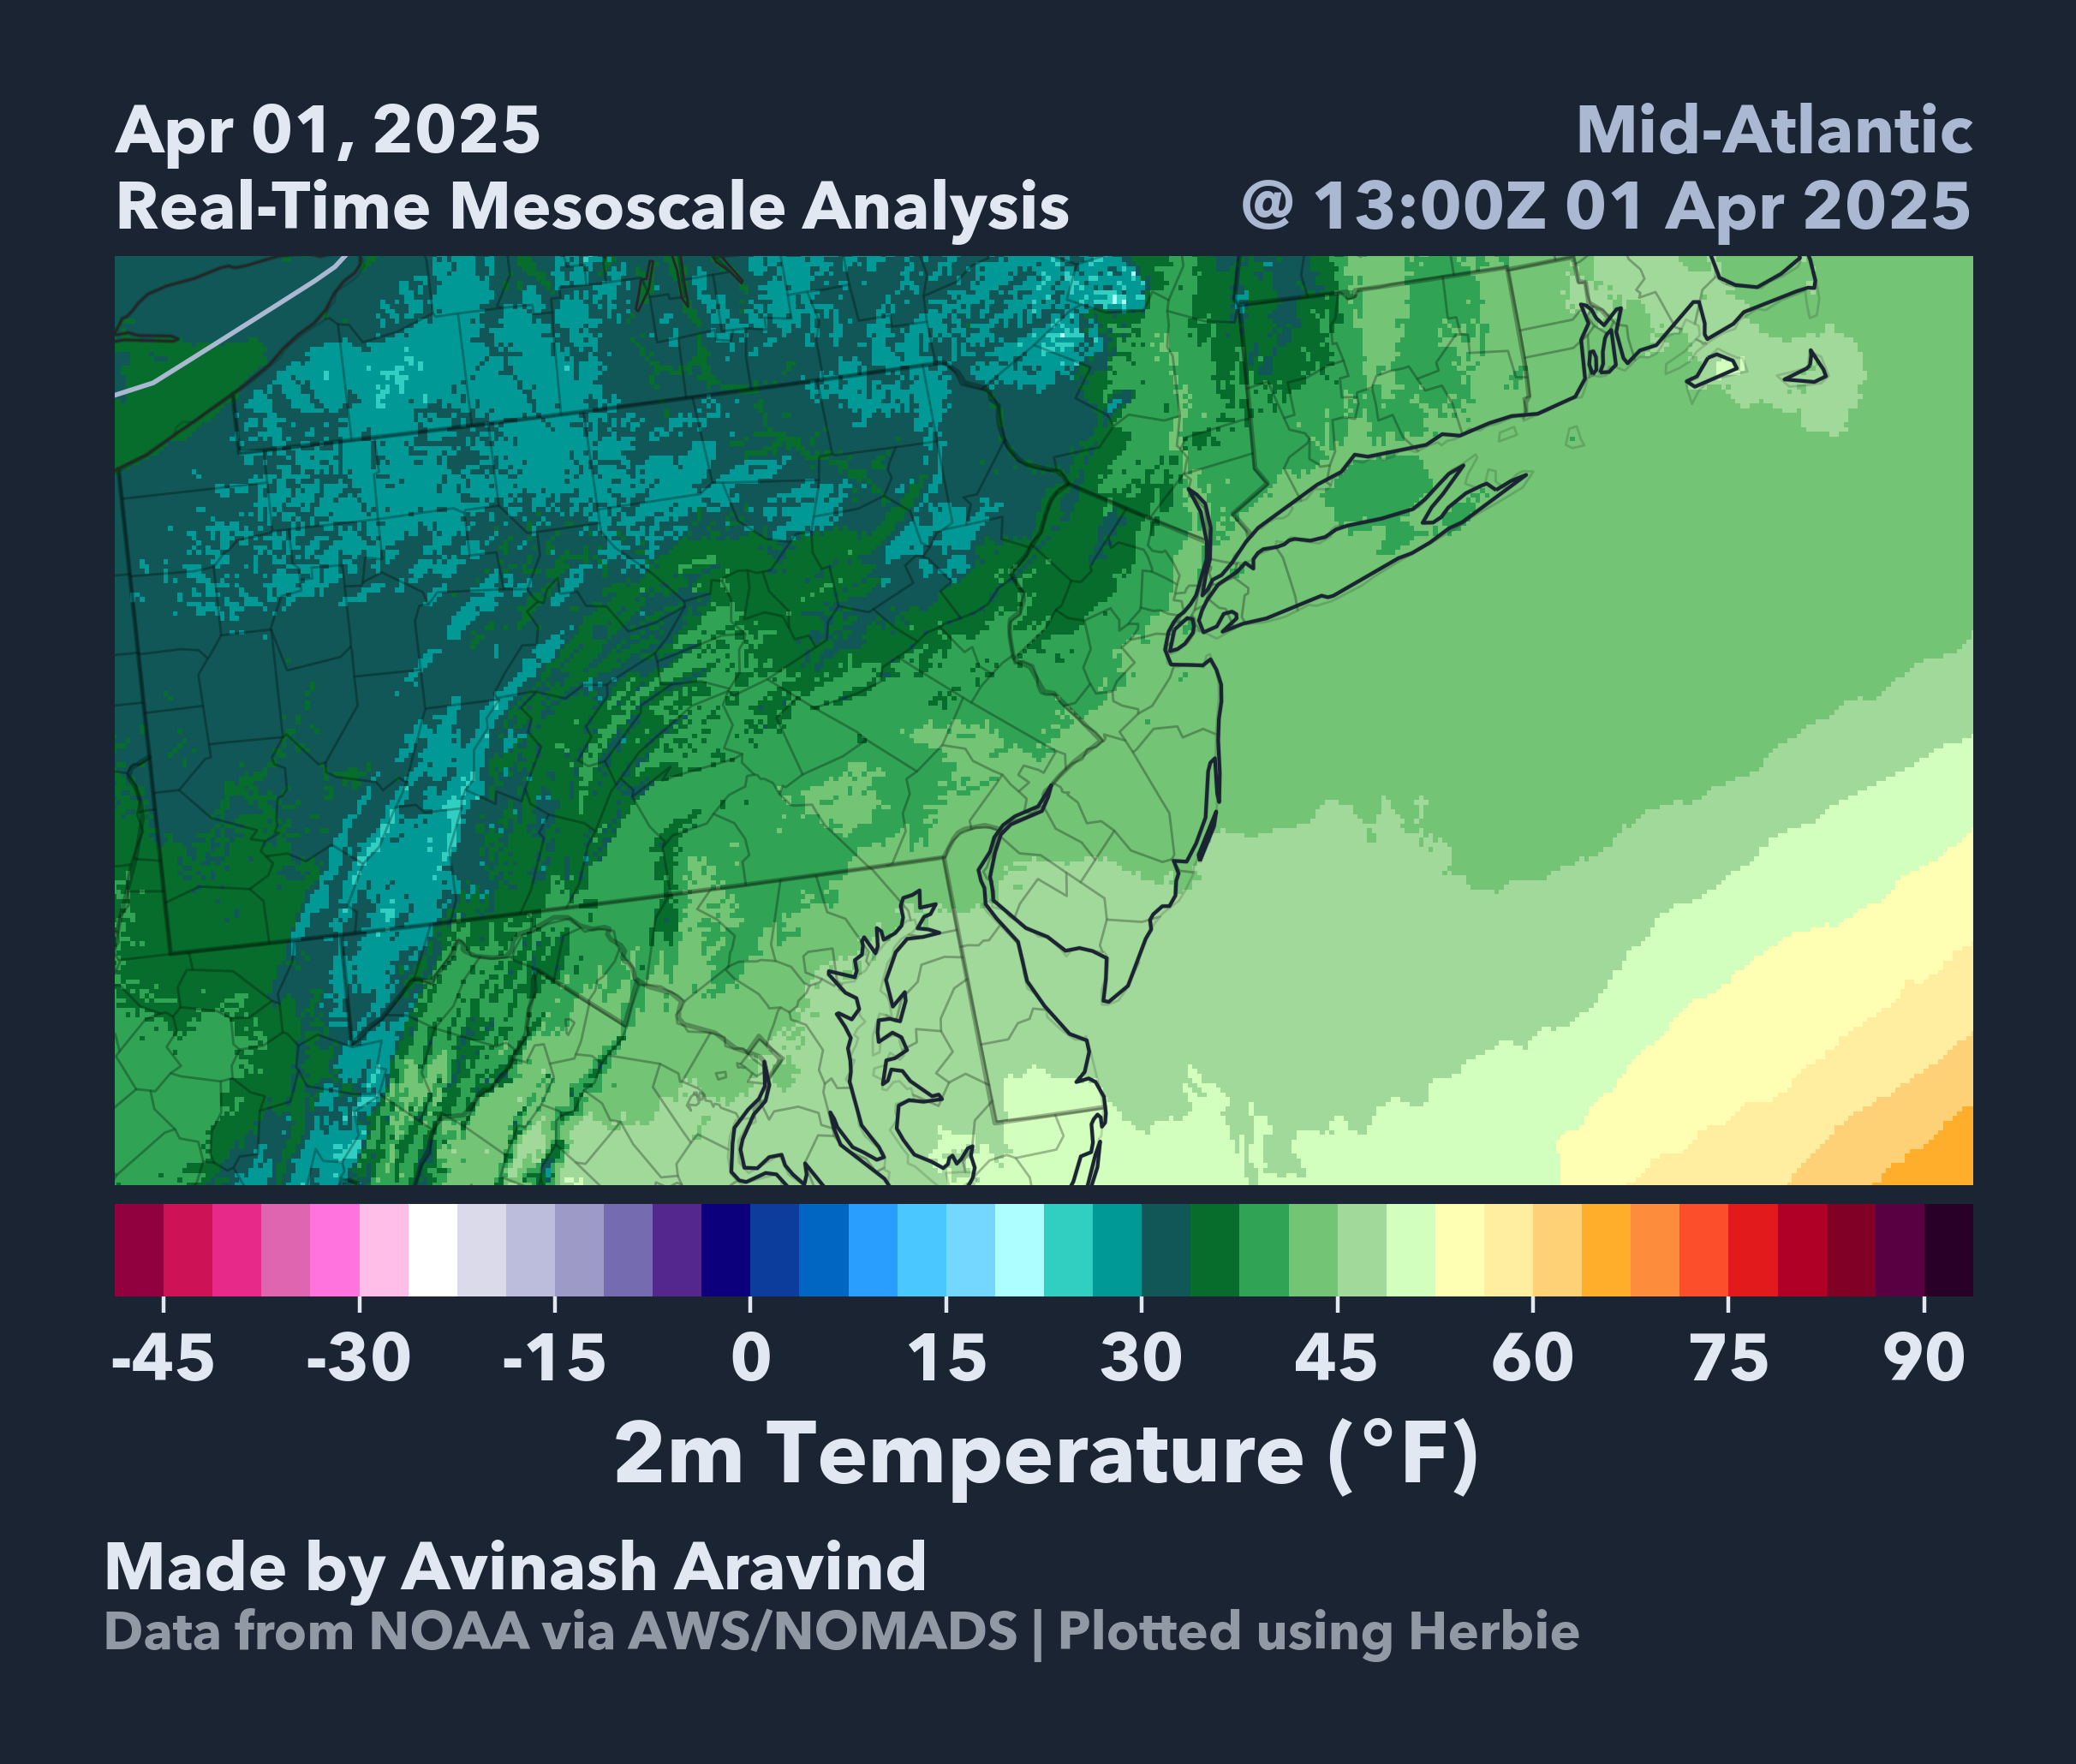 Apr 01, 2025
Mid-Atlantic
Real-Time Mesoscale Analysis
@ 13:00Z 01 Apr 2025
-45 -30 -15 0 15 30 45 60 75 90
2m Temperature (°F)
Made by Avinash Aravind
Data from NOAA via AWS/NOMADS | Plotted using Herbie